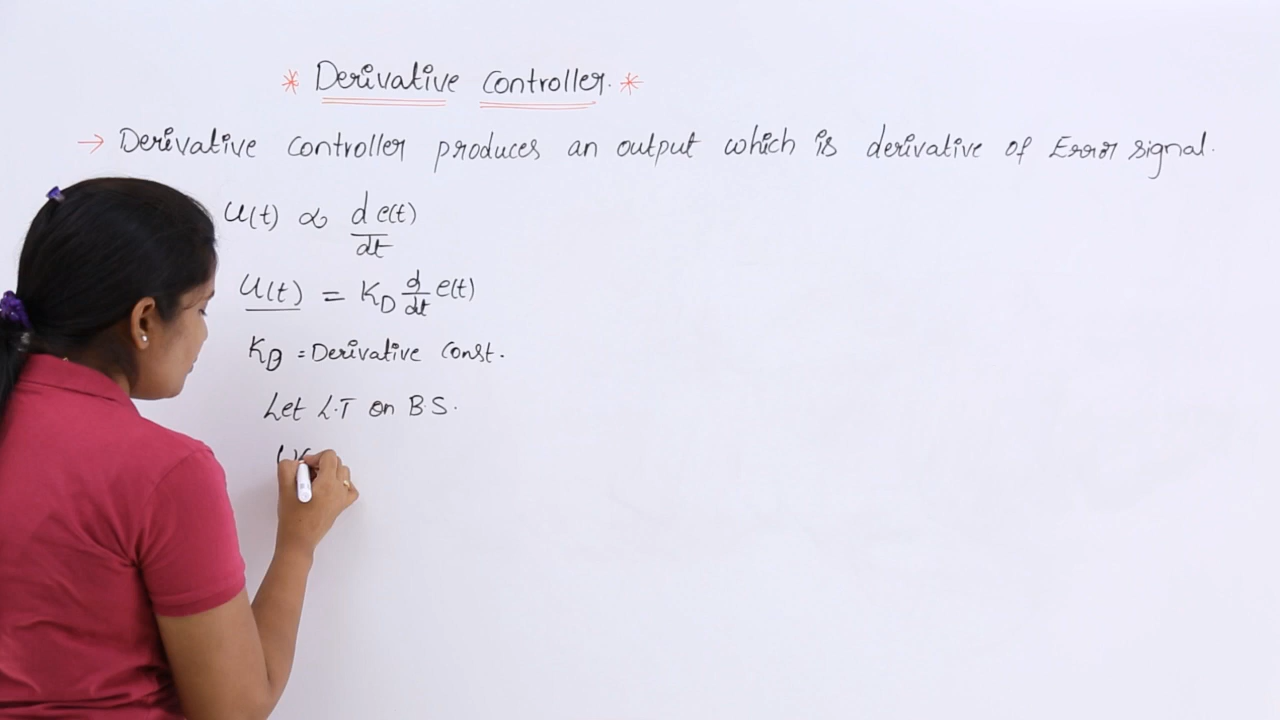 * Derivative Controller. *
→ Derivative Controller produces an output which is derivative of Error signal.
U(t) ∝ d e(t)/dt
U(t) = K_D d/dt e(t)
K_D = Derivative Const.
Let L.T on B.S.
U(